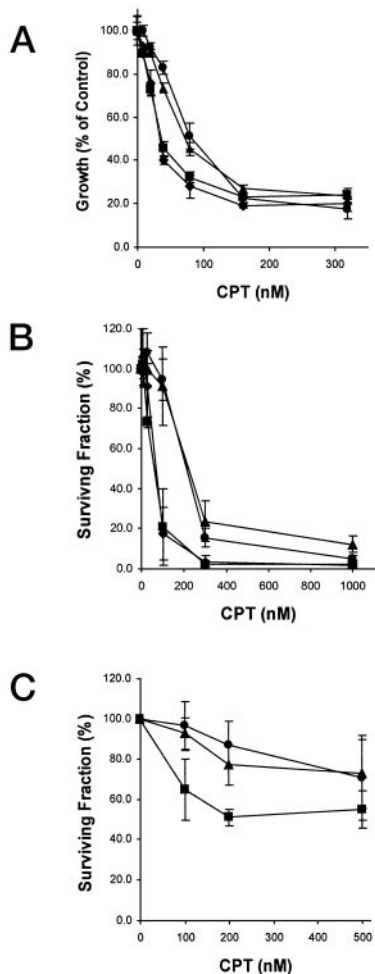 A
100.0
80.0
60.0
40.0
20.0
0.0
Growth (% of Control)
0 100 200 300
CPT (nM)
B
120.0
100.0
80.0
60.0
40.0
20.0
0.0
Survivng Fraction (%)
0 200 400 600 800 1000
CPT (nM)
C
120.0
100.0
80.0
60.0
40.0
20.0
0.0
Surviving Fraction (%)
0 100 200 300 400 500
CPT (nM)